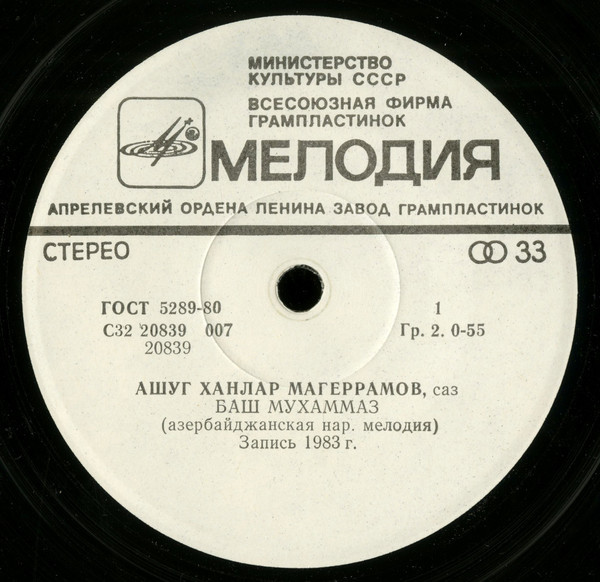 МИНИСТЕРСТВО
КУЛЬТУРЫ СССР
ВСЕСОЮЗНАЯ ФИРМА
ГРАМПЛАСТИНОК
МЕЛОДИЯ
АПРЕЛЕВСКИЙ ОРДЕНА ЛЕНИНА ЗАВОД ГРАМПЛАСТИНОК
СТЕРЕО 33
ГОСТ 5289-80 1
С32 20839 007 Гр. 2. 0-55
20839
АШУГ ХАНЛАР МАГЕРРАМОВ, саз
БАШ МУХАММАЗ
(азербайджанская нар. мелодия)
Запись 1983 г.